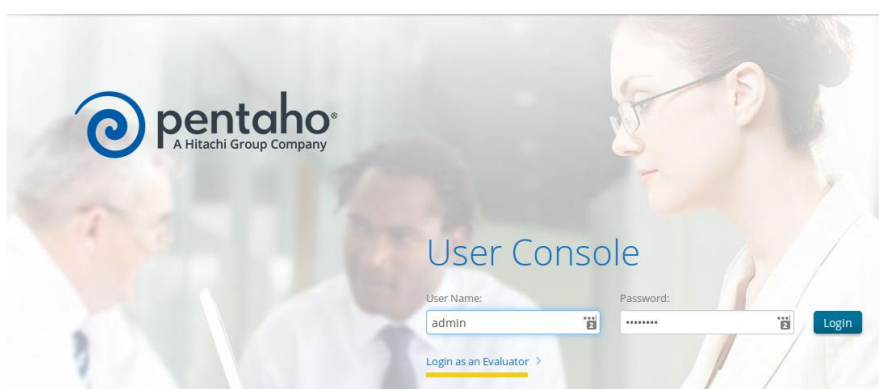 pentaho®
A Hitachi Group Company
User Console
User Name:
Password:
admin
••••••••
Login
Login as an Evaluator >